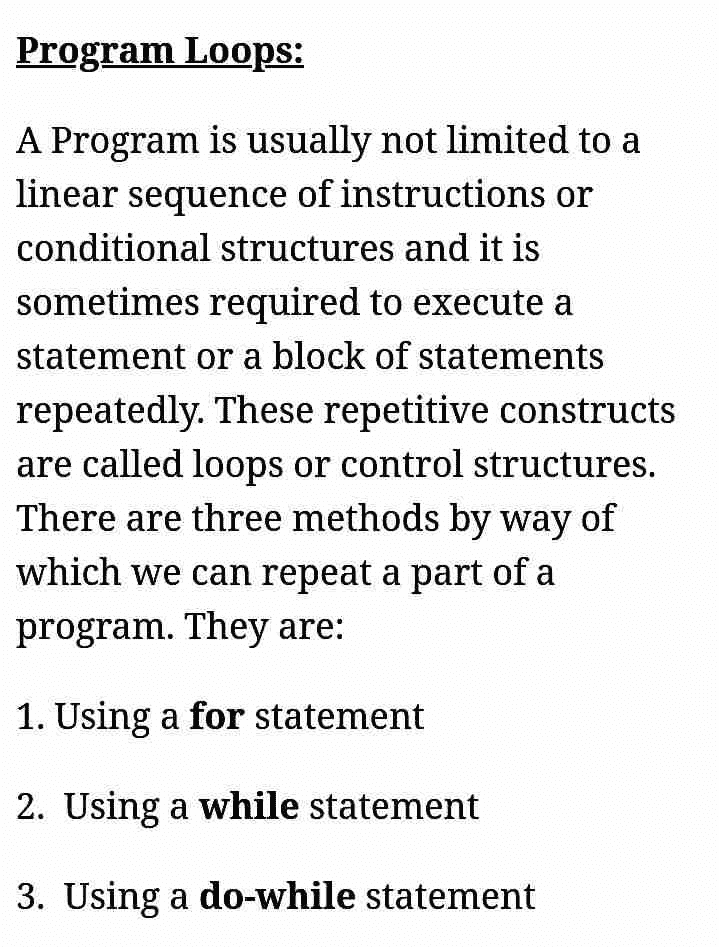 Program Loops:
A Program is usually not limited to a
linear sequence of instructions or
conditional structures and it is
sometimes required to execute a
statement or a block of statements
repeatedly. These repetitive constructs
are called loops or control structures.
There are three methods by way of
which we can repeat a part of a
program. They are:
1. Using a for statement
2. Using a while statement
3. Using a do-while statement